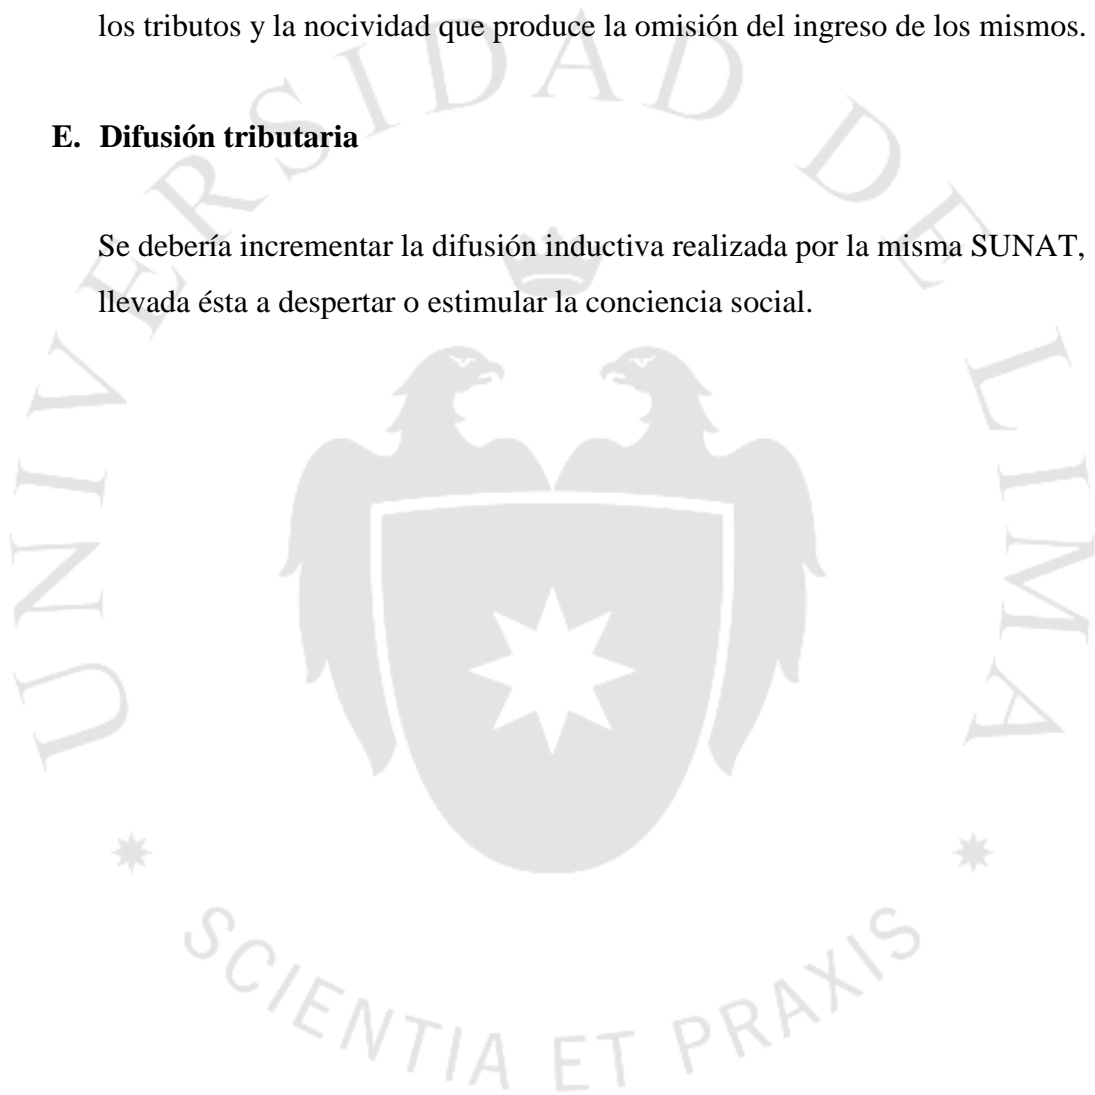 los tributos y la nocividad que produce la omisión del ingreso de los mismos.
E. Difusión tributaria
Se debería incrementar la difusión inductiva realizada por la misma SUNAT,
llevada ésta a despertar o estimular la conciencia social.
UNIVERSIDAD DE LIMA
SCIENTIA ET PRAXIS